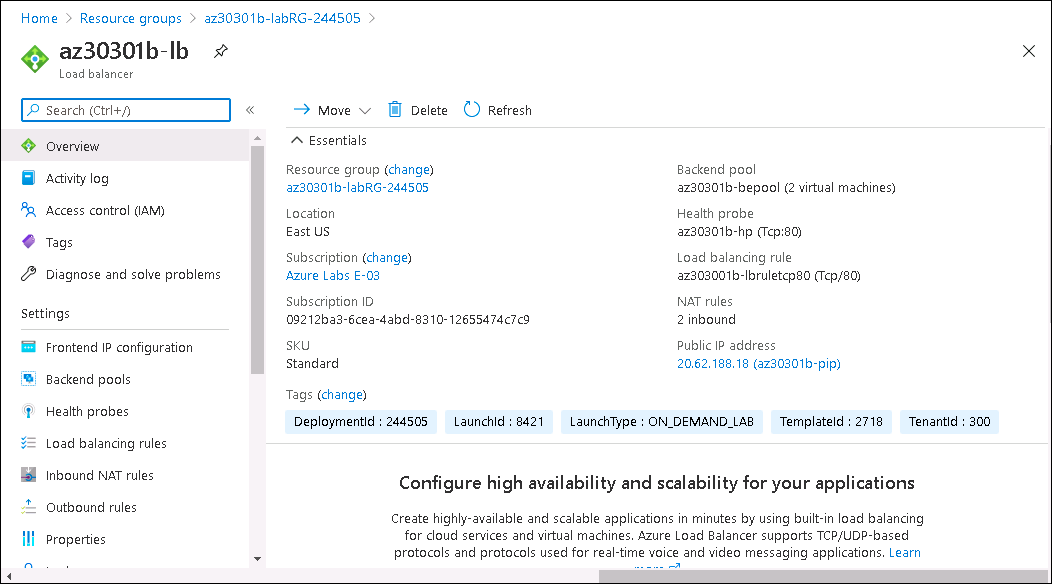 Home > Resource groups > az30301b-labRG-244505 >
az30301b-lb
Load balancer
Search (Ctrl+/)
«
Overview
Activity log
Access control (IAM)
Tags
Diagnose and solve problems
Settings
Frontend IP configuration
Backend pools
Health probes
Load balancing rules
Inbound NAT rules
Outbound rules
Properties
Move
Delete
Refresh
Essentials
Resource group (change)
az30301b-labRG-244505
Location
East US
Subscription (change)
Azure Labs E-03
Subscription ID
09212ba3-6cea-4abd-8310-12655474c7c9
SKU
Standard
Backend pool
az30301b-bepool (2 virtual machines)
Health probe
az30301b-hp (Tcp:80)
Load balancing rule
az303001b-lbruletcp80 (Tcp/80)
NAT rules
2 inbound
Public IP address
20.62.188.18 (az30301b-pip)
Tags (change)
DeploymentId : 244505 LaunchId : 8421 LaunchType : ON_DEMAND_LAB TemplateId : 2718 TenantId : 300
Configure high availability and scalability for your applications
Create highly-available and scalable applications in minutes by using built-in load balancing
for cloud services and virtual machines. Azure Load Balancer supports TCP/UDP-based
protocols and protocols used for real-time voice and video messaging applications. Learn